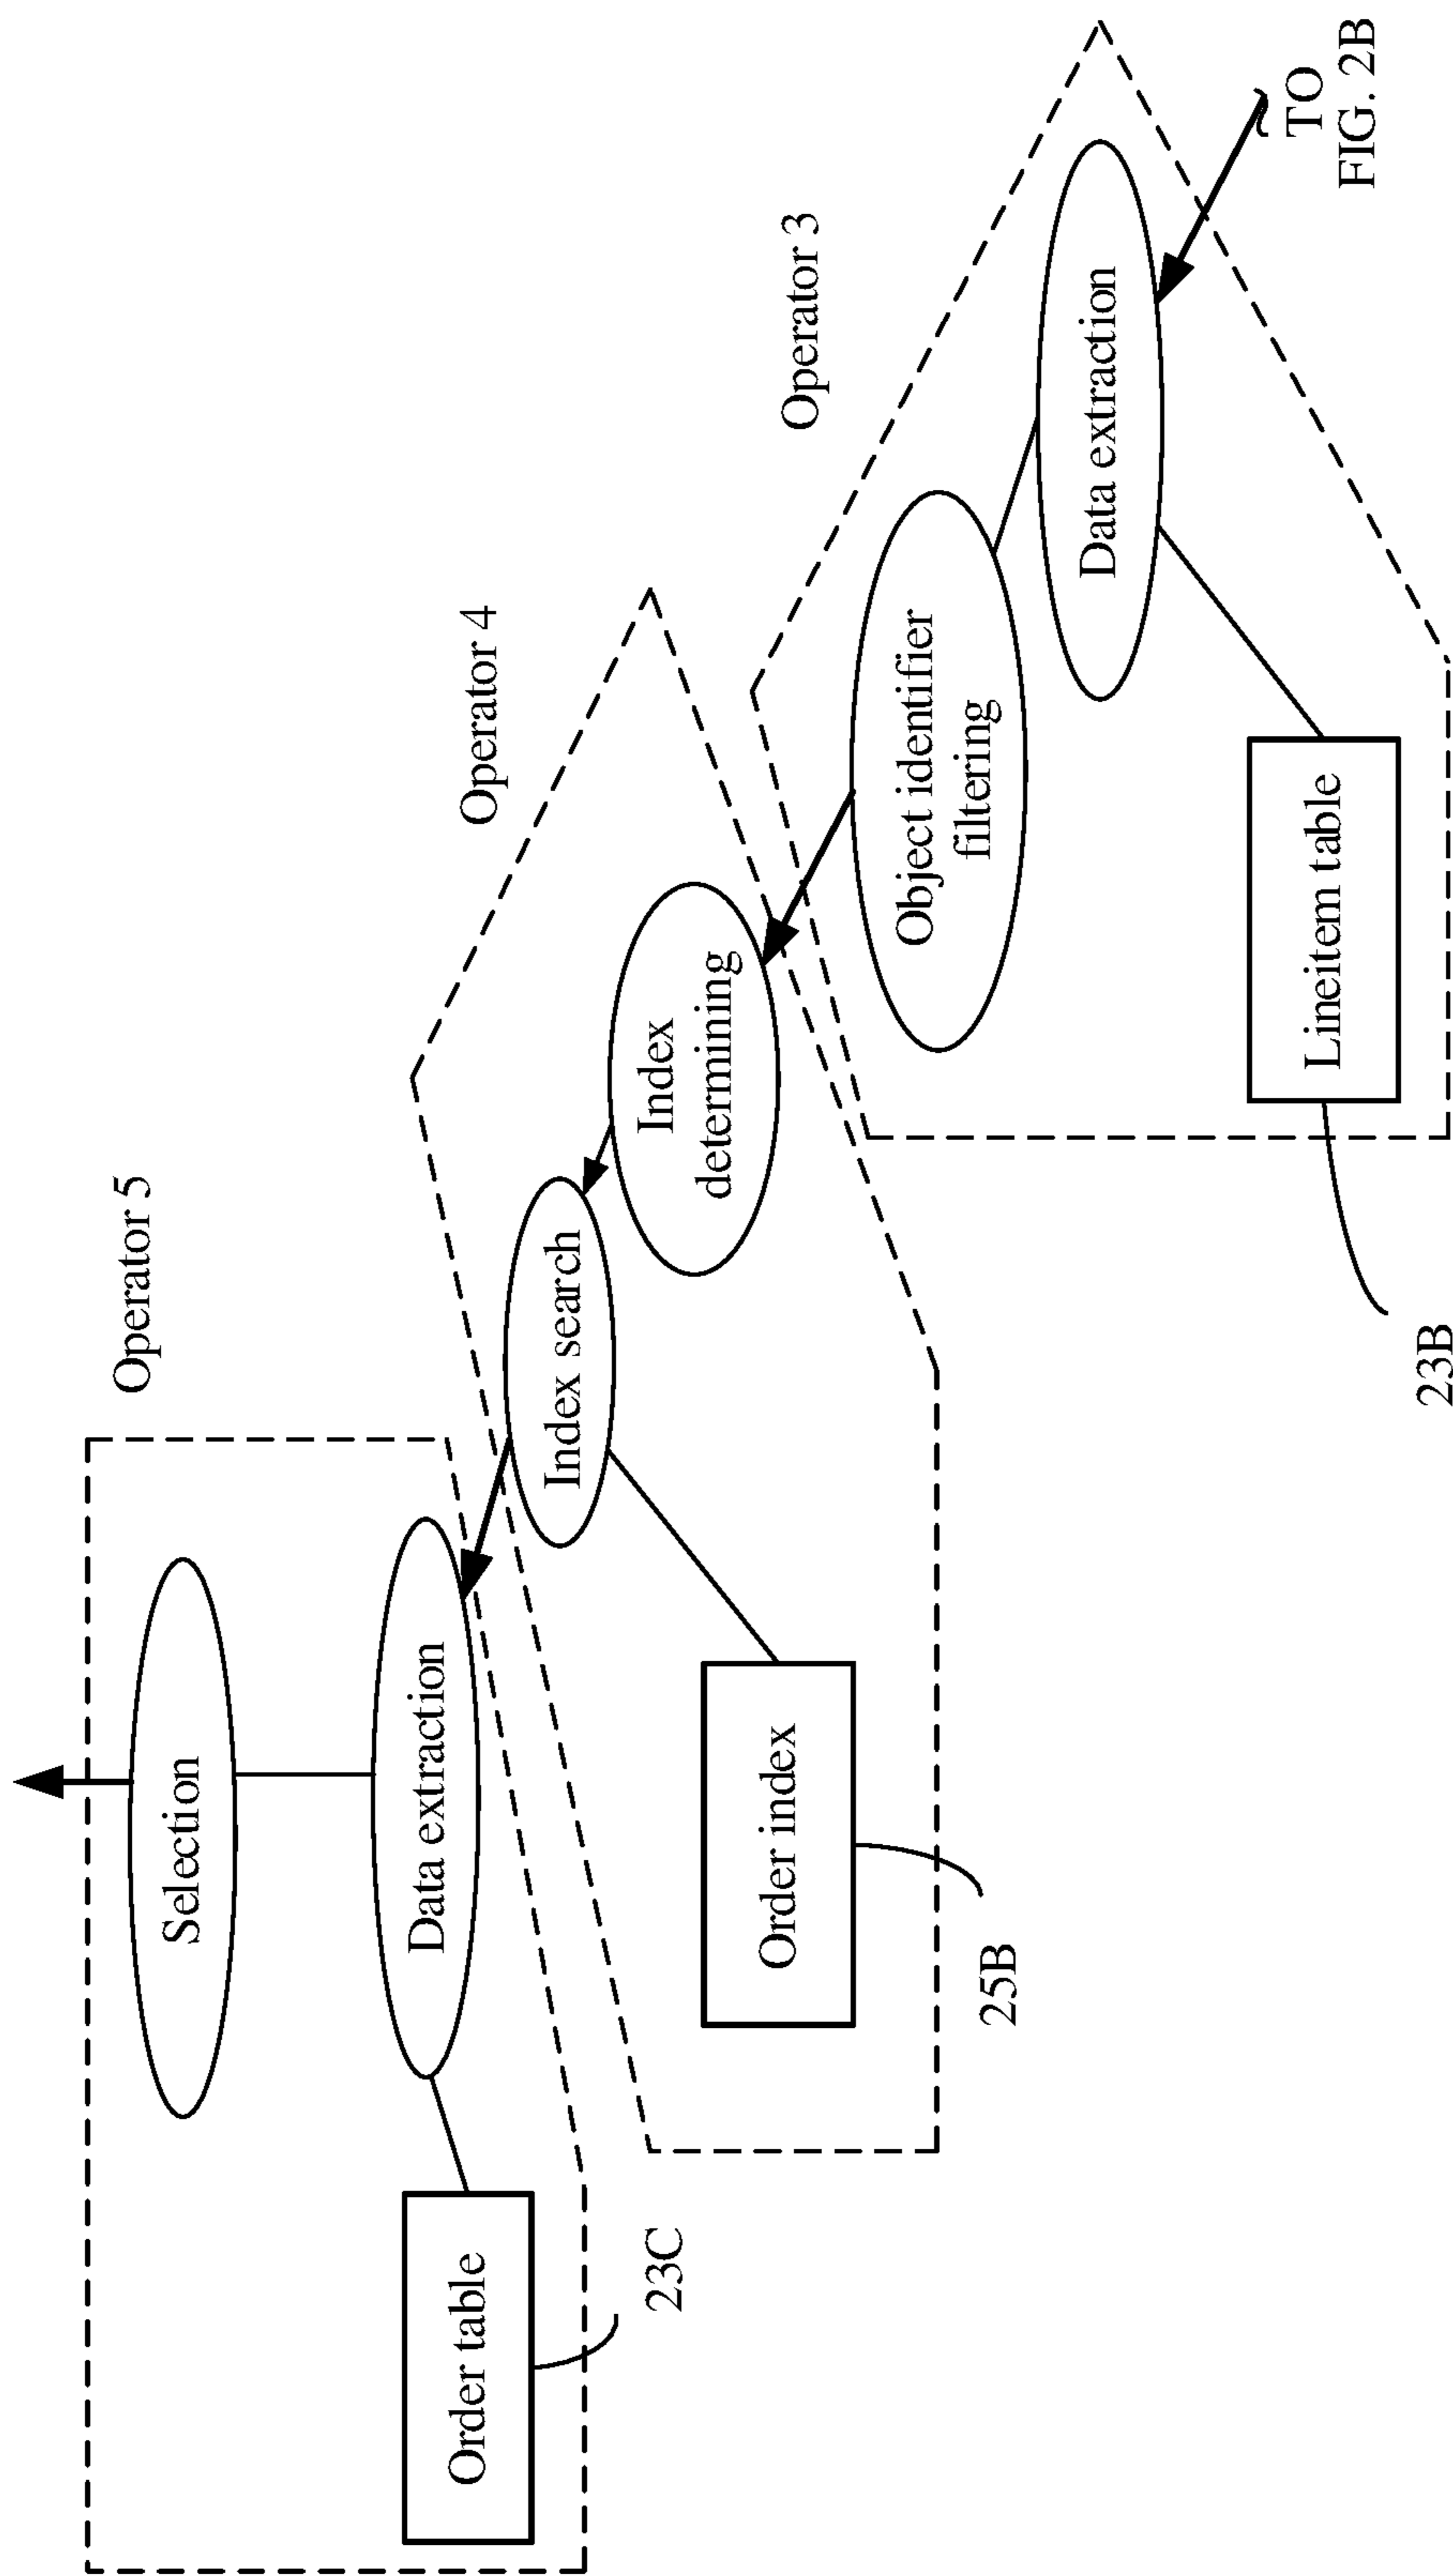 Operator 5
Selection
Data extraction
Order table
23C
Operator 4
Index search
Index
determining
Order index
25B
Operator 3
Object identifier
filtering
Data extraction
Lineitem table
23B
TO
FIG. 2B